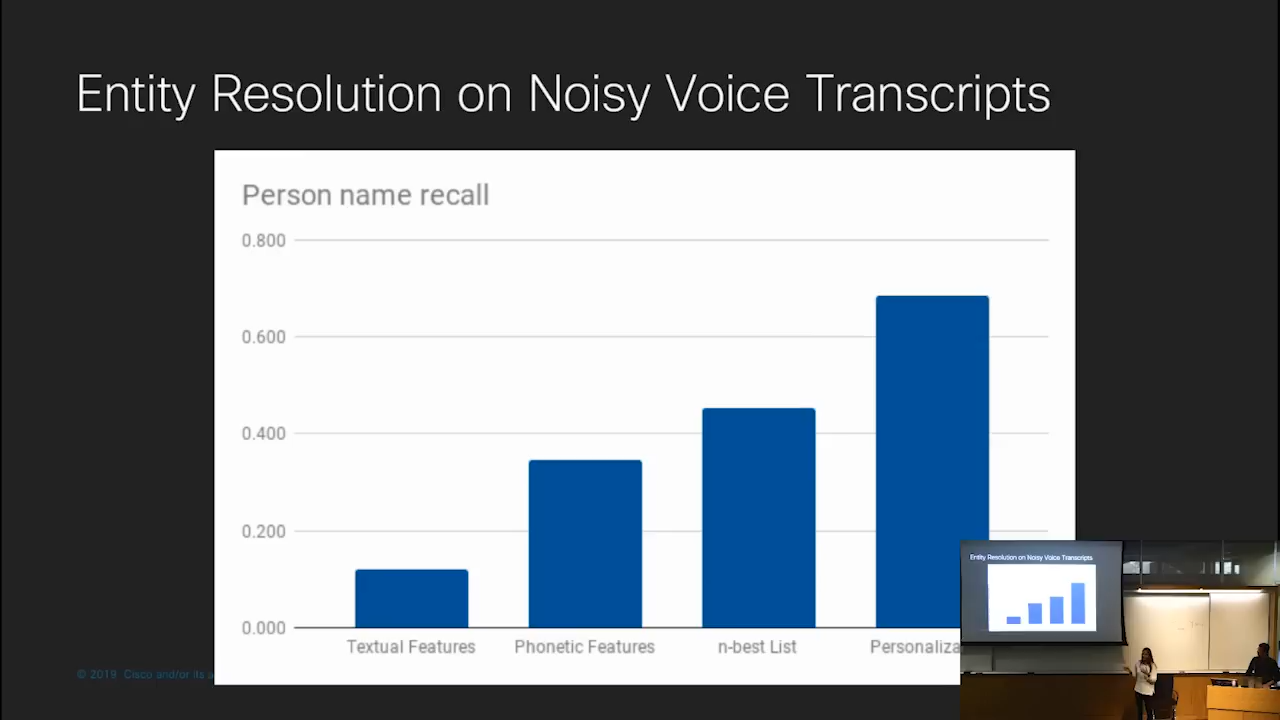 Entity Resolution on Noisy Voice Transcripts
Person name recall
0.800
0.600
0.400
0.200
0.000
Textual Features
Phonetic Features
n-best List
Personaliza
© 2019 Cisco and/or its
Entity Resolution on Noisy Voice Transcripts